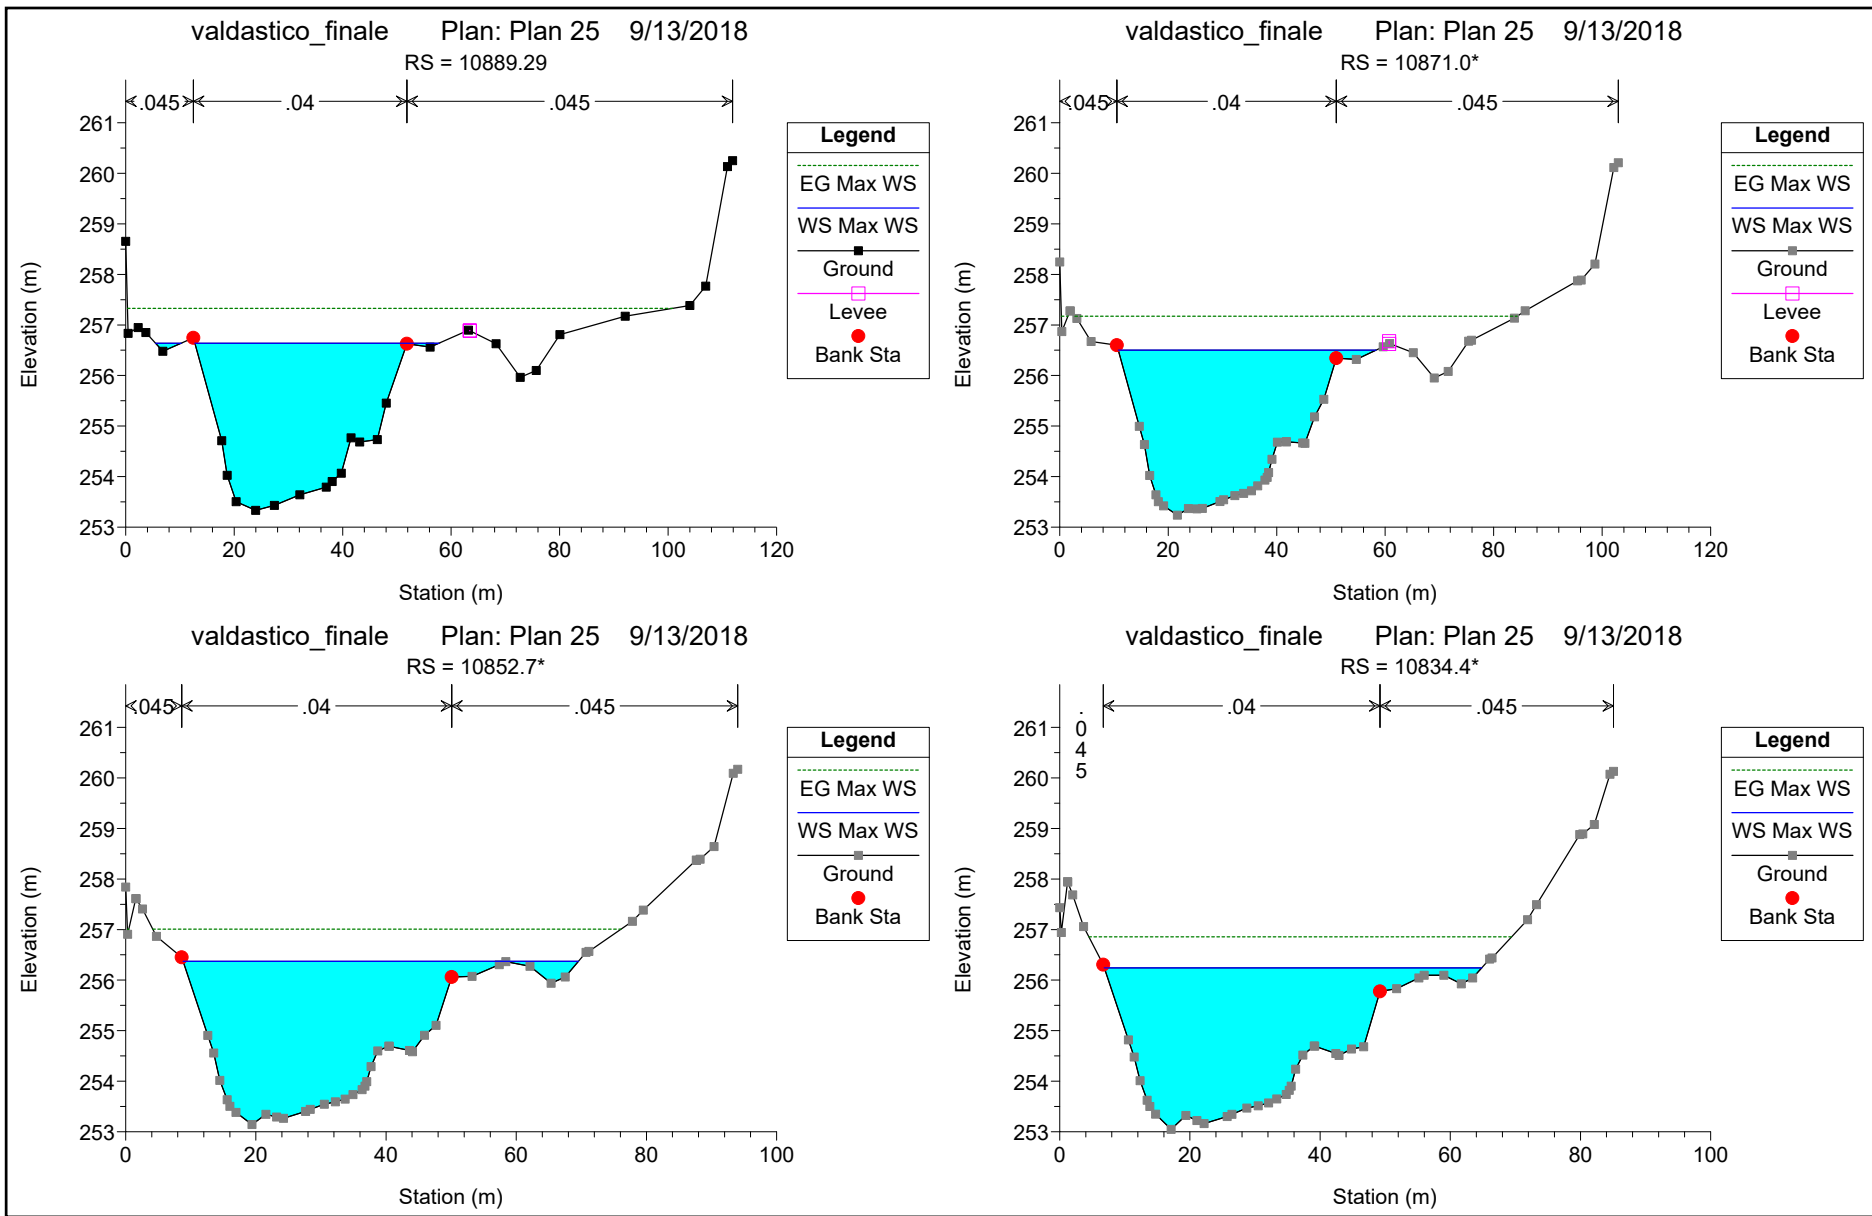 valdastico_finale Plan: Plan 25 9/13/2018
RS = 10889.29
.045 .04 .045
261
260
259
258
257
256
255
254
253
0 20 40 60 80 100 120
Elevation (m)
Station (m)
Legend
EG Max WS
WS Max WS
Ground
Levee
Bank Sta
valdastico_finale Plan: Plan 25 9/13/2018
RS = 10871.0*
.045 .04 .045
261
260
259
258
257
256
255
254
253
0 20 40 60 80 100 120
Elevation (m)
Station (m)
Legend
EG Max WS
WS Max WS
Ground
Levee
Bank Sta
valdastico_finale Plan: Plan 25 9/13/2018
RS = 10852.7*
.045 .04 .045
261
260
259
258
257
256
255
254
253
0 20 40 60 80 100
Elevation (m)
Station (m)
Legend
EG Max WS
WS Max WS
Ground
Bank Sta
valdastico_finale Plan: Plan 25 9/13/2018
RS = 10834.4*
.045 .04 .045
261
260
259
258
257
256
255
254
253
0 20 40 60 80 100
Elevation (m)
Station (m)
Legend
EG Max WS
WS Max WS
Ground
Bank Sta